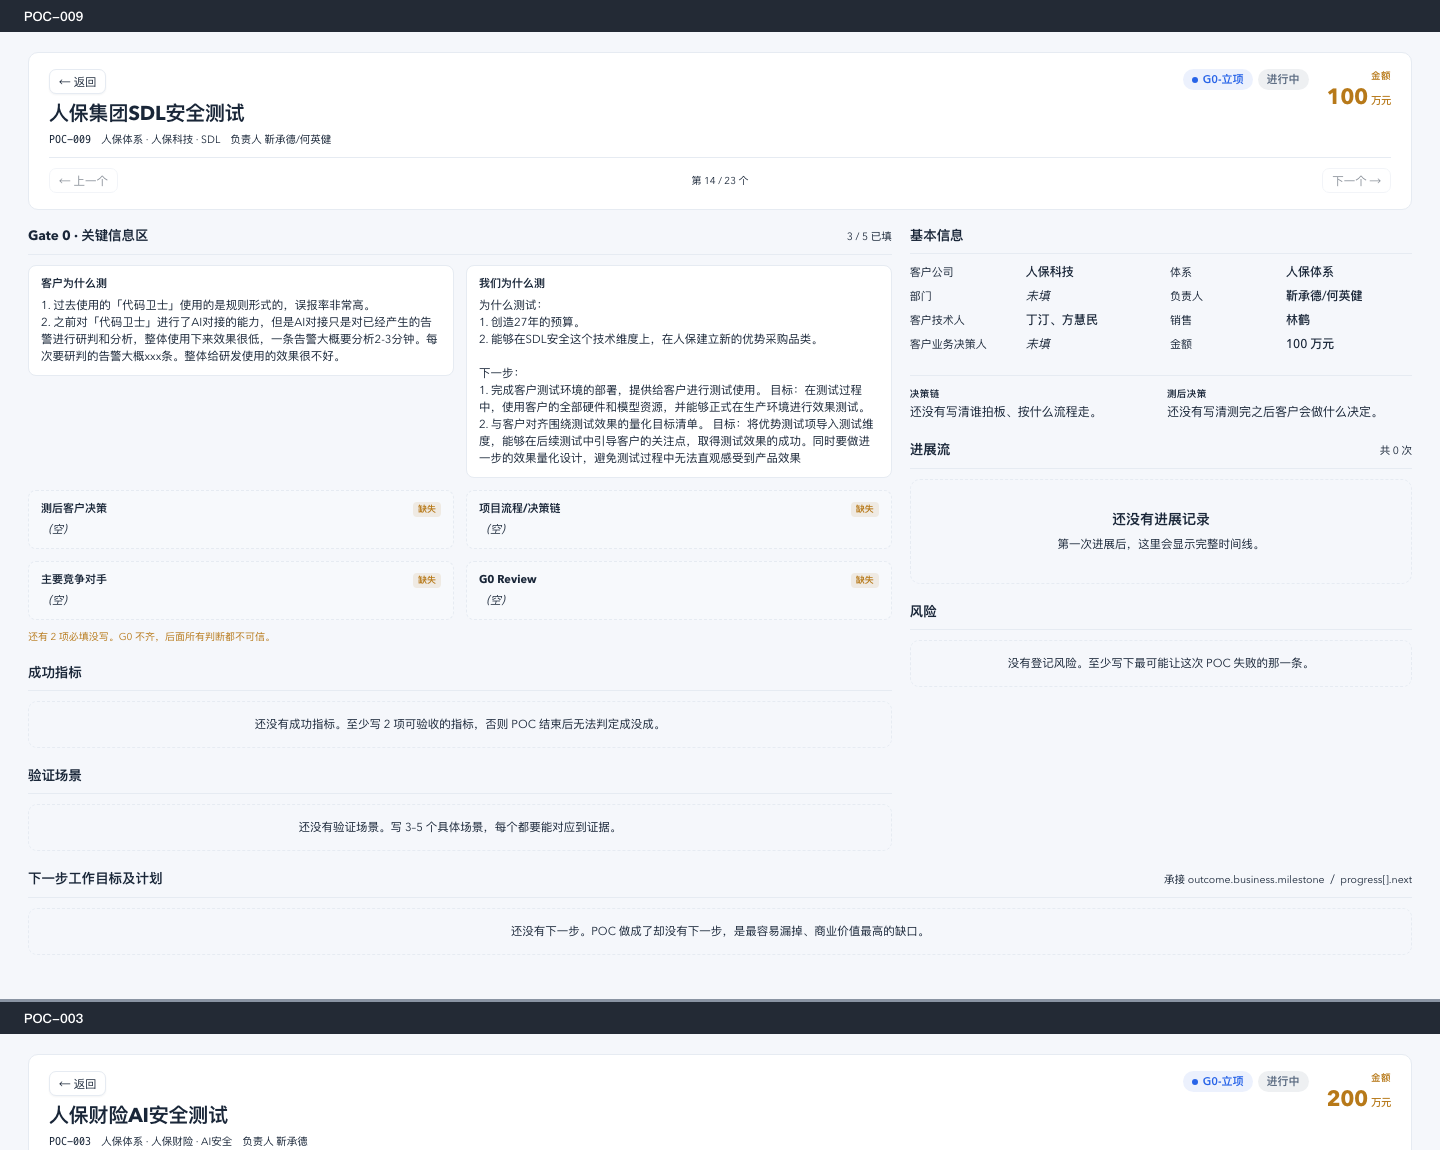 POC-009
← 返回
G0-立项
进行中
金额
100 万元
人保集团SDL安全测试
POC-009 人保体系 · 人保科技 · SDL 负责人 靳承德/何英健
← 上一个
第 14 / 23 个
下一个 →
Gate 0 · 关键信息区
3 / 5 已填
客户为什么测
1. 过去使用的「代码卫士」使用的是规则形式的，误报率非常高。
2. 之前对「代码卫士」进行了AI对接的能力，但是AI对接只是对已经产生的告
警进行研判和分析，整体使用下来效果很低，一条告警大概要分析2-3分钟。每
次要研判的告警大概xxx条。整体给研发使用的效果很不好。
我们为什么测
为什么测试：
1. 创造27年的预算。
2. 能够在SDL安全这个技术维度上，在人保建立新的优势采购品类。
下一步：
1. 完成客户测试环境的部署，提供给客户进行测试使用。 目标：在测试过程
中，使用客户的全部硬件和模型资源，并能够正式在生产环境进行效果测试。
2. 与客户对齐围绕测试效果的量化目标清单。 目标：将优势测试项导入测试维
度，能够在后续测试中引导客户的关注点，取得测试效果的成功。同时要做进
一步的效果量化设计，避免测试过程中无法直观感受到产品效果
测后客户决策
缺失
（空）
项目流程/决策链
缺失
（空）
主要竞争对手
缺失
（空）
G0 Review
缺失
（空）
还有 2 项必填没写。G0 不齐，后面所有判断都不可信。
成功指标
还没有成功指标。至少写 2 项可验收的指标，否则 POC 结束后无法判定成没成。
验证场景
还没有验证场景。写 3-5 个具体场景，每个都要能对应到证据。
基本信息
客户公司 人保科技 体系 人保体系
部门 未填 负责人 靳承德/何英健
客户技术人 丁汀、方慧民 销售 林鹤
客户业务决策人 未填 金额 100 万元
决策链
还没有写清谁拍板、按什么流程走。
测后决策
还没有写清测完之后客户会做什么决定。
进展流
共 0 次
还没有进展记录
第一次进展后，这里会显示完整时间线。
风险
没有登记风险。至少写下最可能让这次 POC 失败的那一条。
下一步工作目标及计划
承接 outcome.business.milestone / progress[].next
还没有下一步。POC 做成了却没有下一步，是最容易漏掉、商业价值最高的缺口。
POC-003
← 返回
G0-立项
进行中
金额
200 万元
人保财险AI安全测试
POC-003 人保体系 · 人保财险 · AI安全 负责人 靳承德